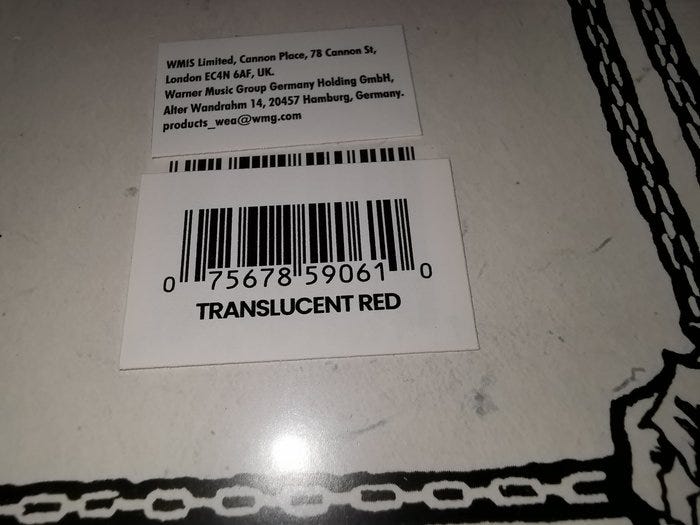 WMIS Limited, Cannon Place, 78 Cannon St,
London EC4N 6AF, UK.
Warner Music Group Germany Holding GmbH,
Alter Wandrahm 14, 20457 Hamburg, Germany.
products_wea@wmg.com
0 75678 59061 0
TRANSLUCENT RED